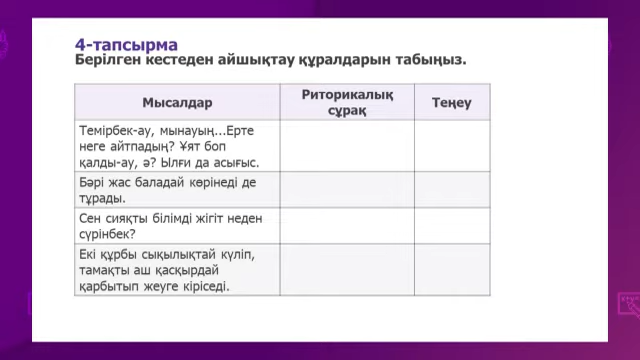 4-тапсырма
Берілген кестеден айшықтау құралдарын табыңыз.
Мысалдар
Риторикалық
сұрақ
Теңеу
Темірбек-ау, мынауың...Ерте
неге айтпадың? Ұят боп
қалды-ау, ә? Ылғи да асығыс.
Бәрі жас баладай көрінеді де
тұрады.
Сен сияқты білімді жігіт неден
сүрінбек?
Екі құрбы сықылықтай күліп,
тамақты аш қасқырдай
қарбытып жеуге кіріседі.